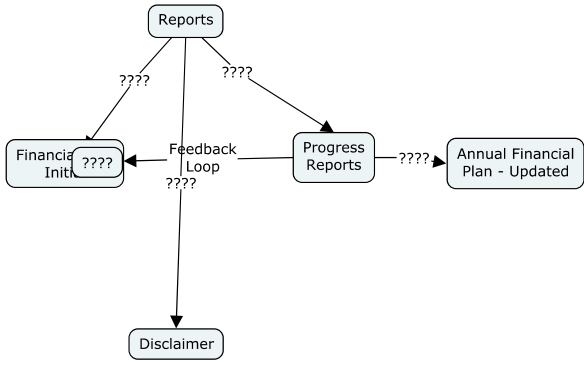 Reports
????
????
Financia
Initi
????
Feedback
Loop
Progress
Reports
????
Annual Financial
Plan - Updated
????
Disclaimer